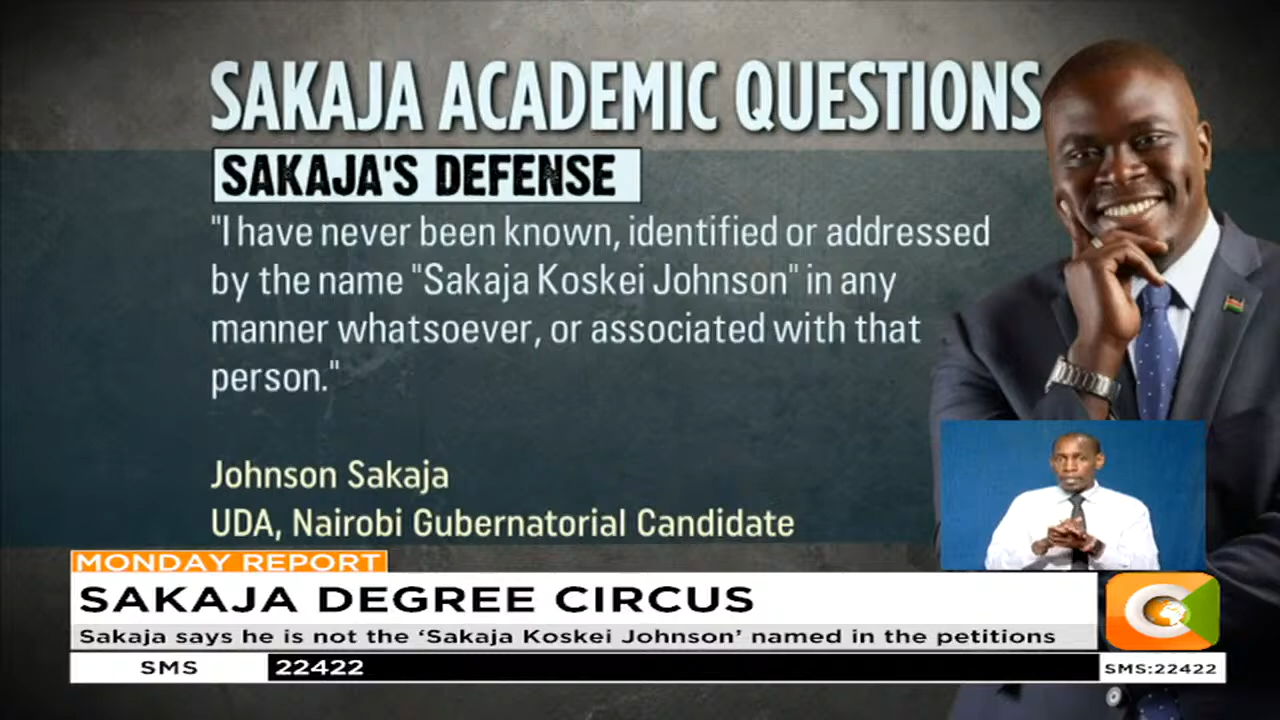 SAKAJA ACADEMIC QUESTIONS
SAKAJA'S DEFENSE
"I have never been known, identified or addressed
by the name "Sakaja Koskei Johnson" in any
manner whatsoever, or associated with that
person."
Johnson Sakaja
UDA, Nairobi Gubernatorial Candidate
MONDAY REPORT
SAKAJA DEGREE CIRCUS
Sakaja says he is not the ‘Sakaja Koskei Johnson’ named in the petitions
SMS 22422
SMS:22422